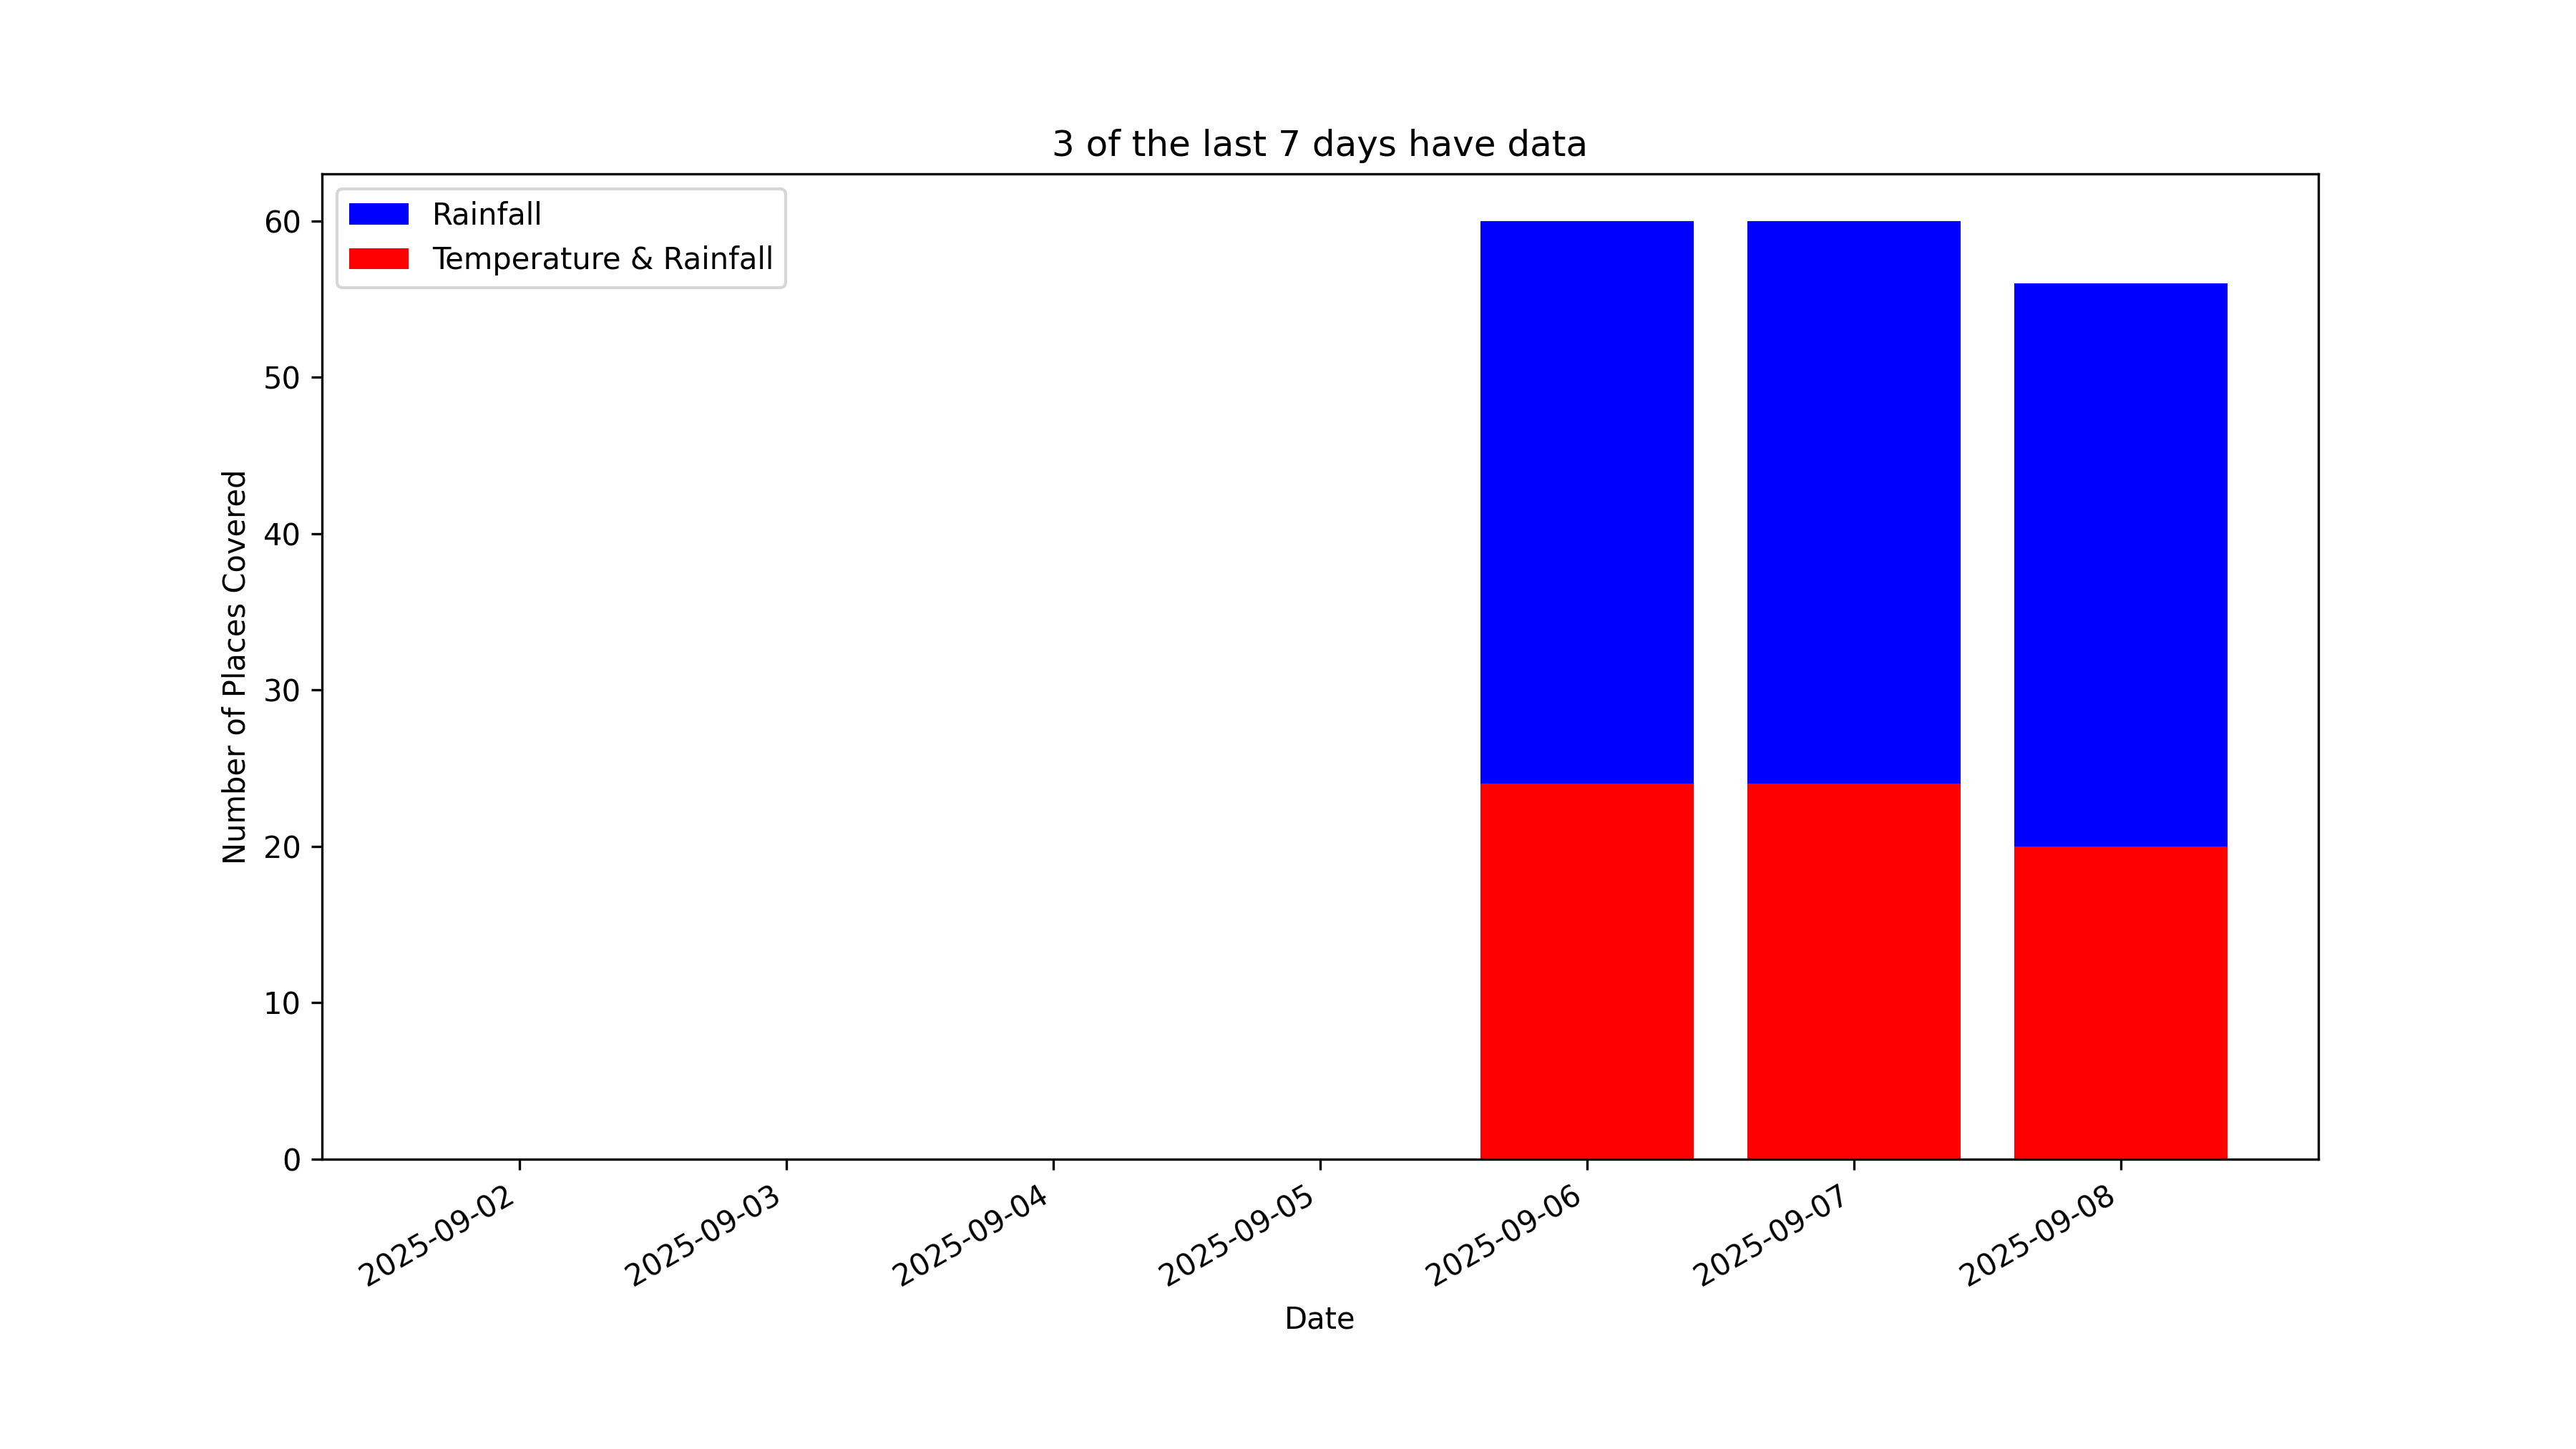 3 of the last 7 days have data
Rainfall
Temperature & Rainfall
Number of Places Covered
60
50
40
30
20
10
0
2025-09-02
2025-09-03
2025-09-04
2025-09-05
2025-09-06
2025-09-07
2025-09-08
Date